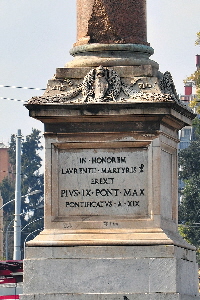 IN · HONOREM
LAVRENTII · MARTYRIS
EREXIT
PIVS · IX · PONT · MAX
PONTIFICATVS · A · XIX